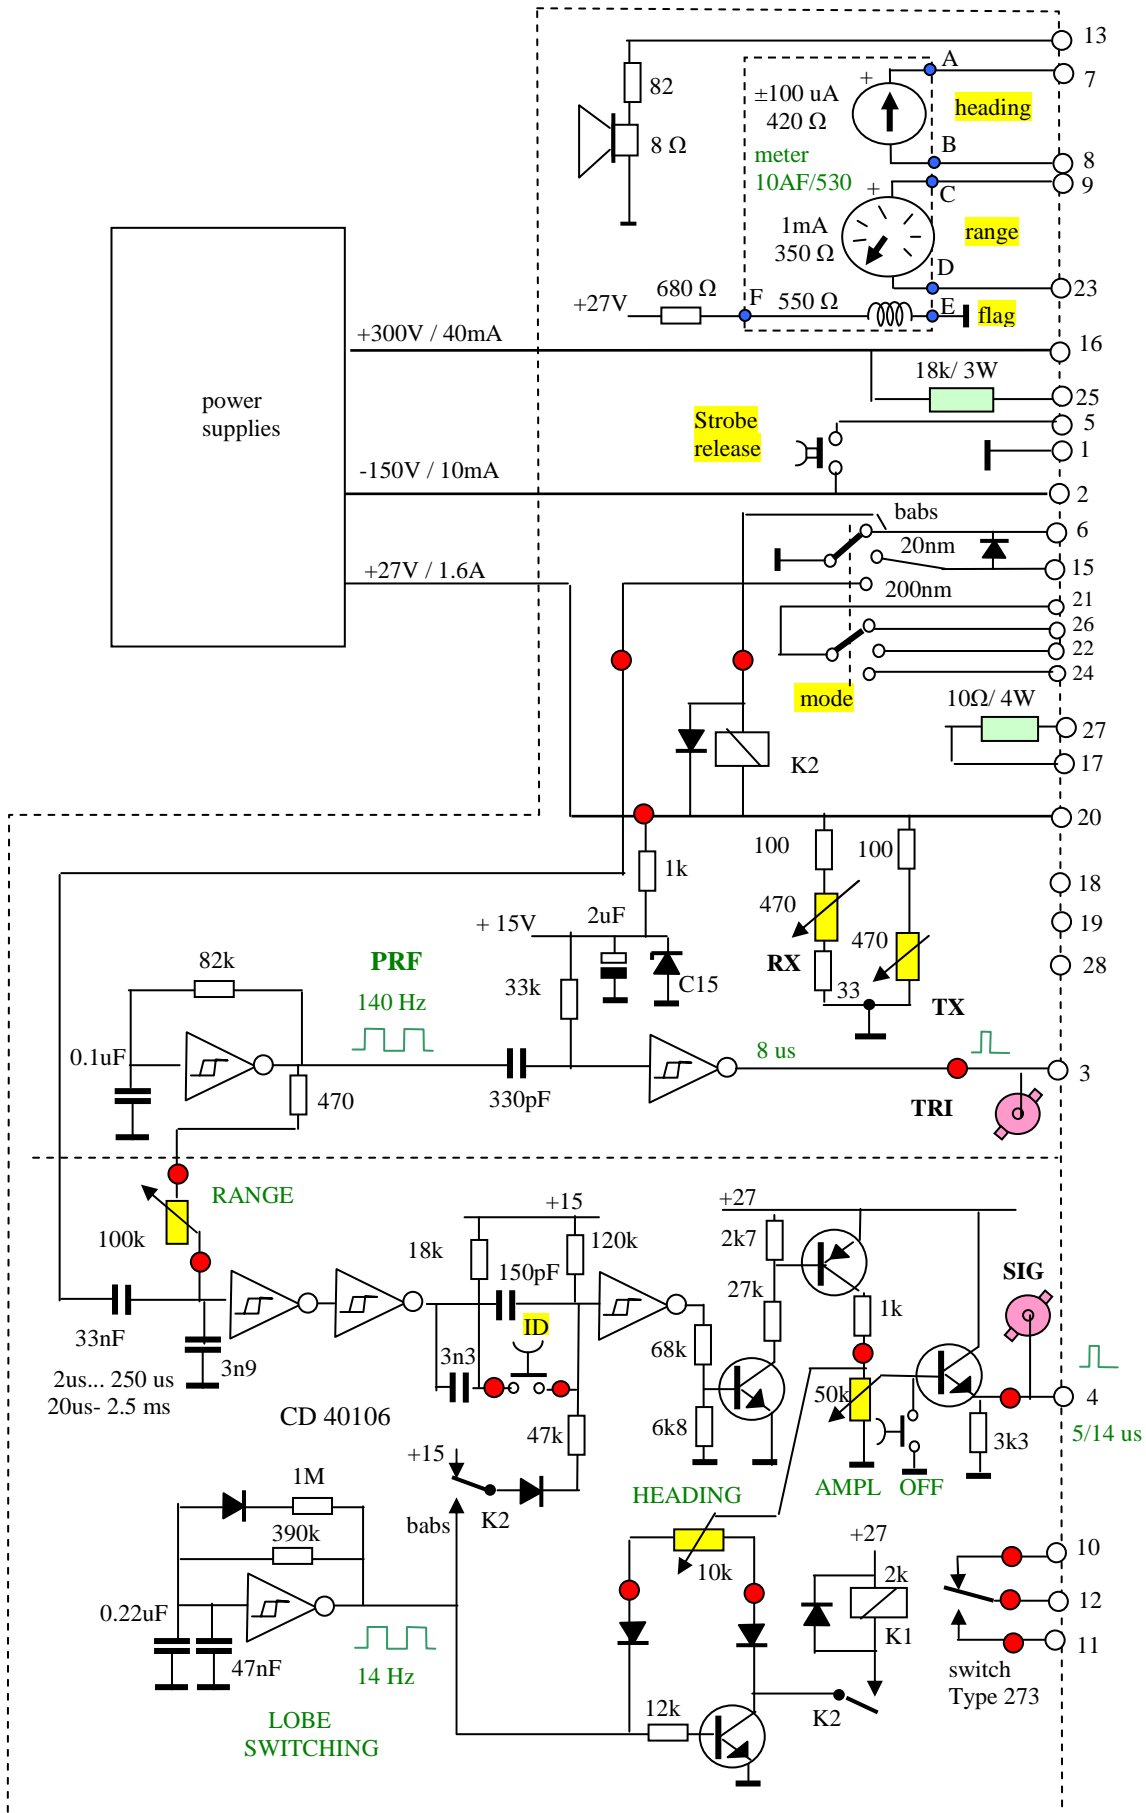 13
A
7
82
±100 uA
420 Ω
+
heading
8 Ω
meter
10AF/530
B
8
9
+
C
1mA
350 Ω
range
D
680 Ω
+27V
F
550 Ω
E
flag
23
+300V / 40mA
16
18k/ 3W
25
power
supplies
Strobe
release
5
1
-150V / 10mA
2
babs
6
20nm
+27V / 1.6A
15
200nm
21
26
22
24
mode
10Ω/ 4W
27
K2
17
20
100
100
1k
18
470
2uF
+ 15V
19
82k
PRF
470
RX
28
33k
C15
33
140 Hz
TX
0.1uF
8 us
470
330pF
3
TRI
RANGE
+27
+15
100k
18k
120k
2k7
150pF
SIG
27k
ID
1k
33nF
3n9
3n3
68k
2us... 250 us
20us- 2.5 ms
50k
4
CD 40106
47k
6k8
3k3
5/14 us
+15
1M
HEADING
AMPL
OFF
babs
K2
390k
+27
10
10k
2k
0.22uF
12
K1
47nF
14 Hz
11
switch
Type 273
12k
K2
LOBE
SWITCHING